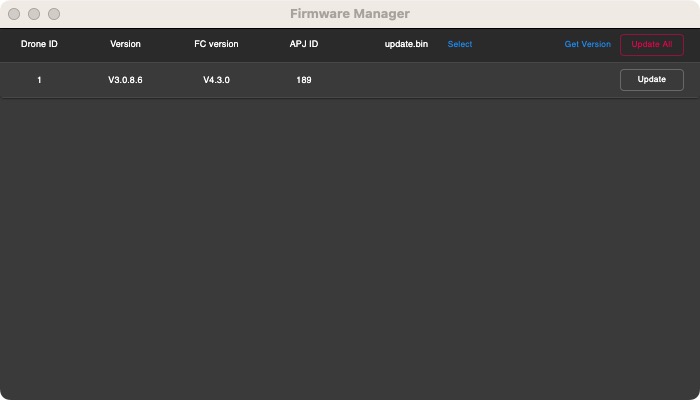 Firmware Manager
Drone ID Version FC version APJ ID update.bin Select Get Version Update All
1 V3.0.8.6 V4.3.0 189 Update